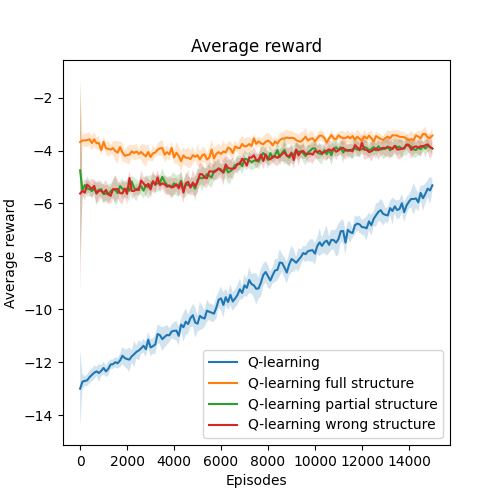 Average reward
−2
−4
−6
−8
−10
−12
−14
Average reward
0 2000 4000 6000 8000 10000 12000 14000
Episodes
Q-learning
Q-learning full structure
Q-learning partial structure
Q-learning wrong structure